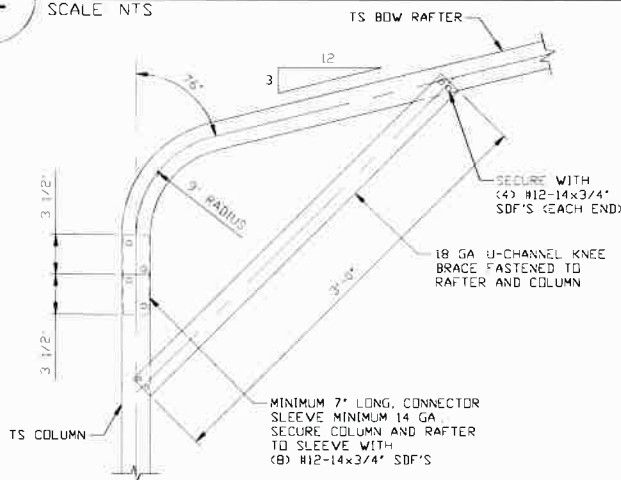 SCALE NTS
TS BOW RAFTER
12
3
76°
9" RADIUS
3 1/2"
3 1/2"
SECURE WITH
(4) #12-14x3/4"
SDF'S (EACH END)
18 GA U-CHANNEL KNEE
BRACE FASTENED TO
RAFTER AND COLUMN
3'-0"
MINIMUM 7" LONG, CONNECTOR
SLEEVE MINIMUM 14 GA.
SECURE COLUMN AND RAFTER
TO SLEEVE WITH
(8) #12-14x3/4" SDF'S
TS COLUMN